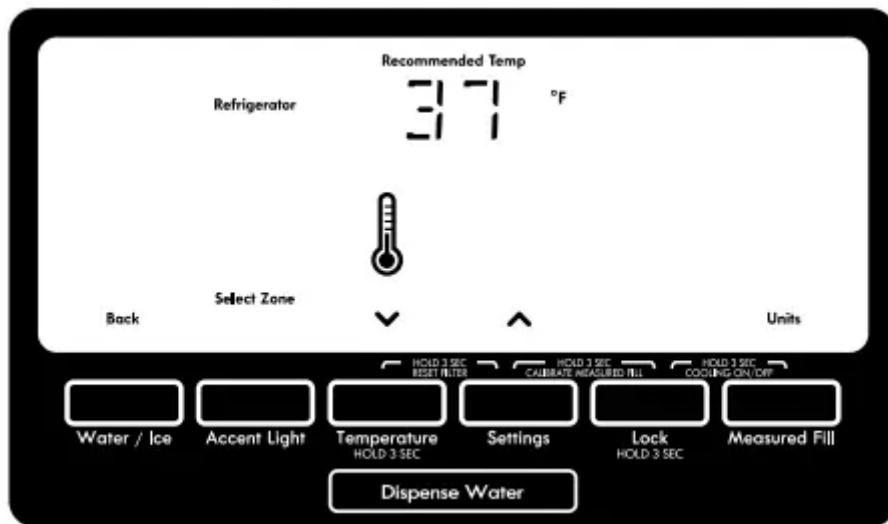 Recommended Temp
Refrigerator 37 °F
Select Zone
Back Units
HOLD 3 SEC HOLD 3 SEC HOLD 3 SEC
RESET FILTER CALIBRATE MEASURED FILL COOLING ON/OFF
Water / Ice Accent Light Temperature Settings Lock Measured Fill
HOLD 3 SEC HOLD 3 SEC
Dispense Water